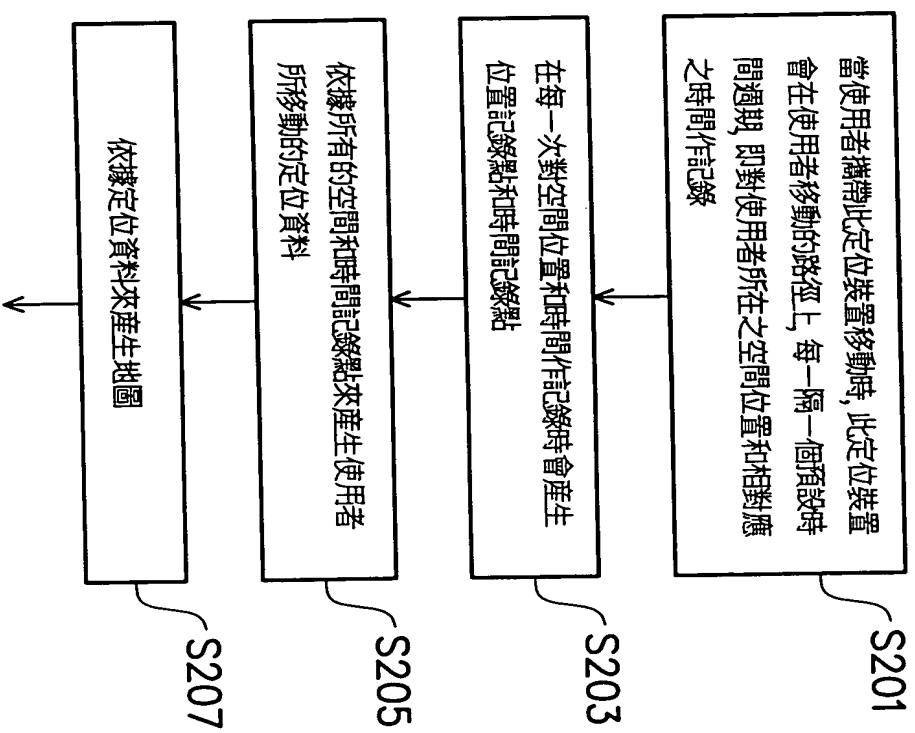 當使用者攜帶此定位裝置移動時, 此定位裝置
會在使用者移動的路徑上, 每一隔一個預設時
間週期, 即對使用者所在之空間位置和相對應
之時間作記錄
S201
在每一次對空間位置和時間作記錄時會產生
位置記錄點和時間記錄點
S203
依據所有的空間和時間記錄點來產生使用者
所移動的定位資料
S205
依據定位資料來產生地圖
S207